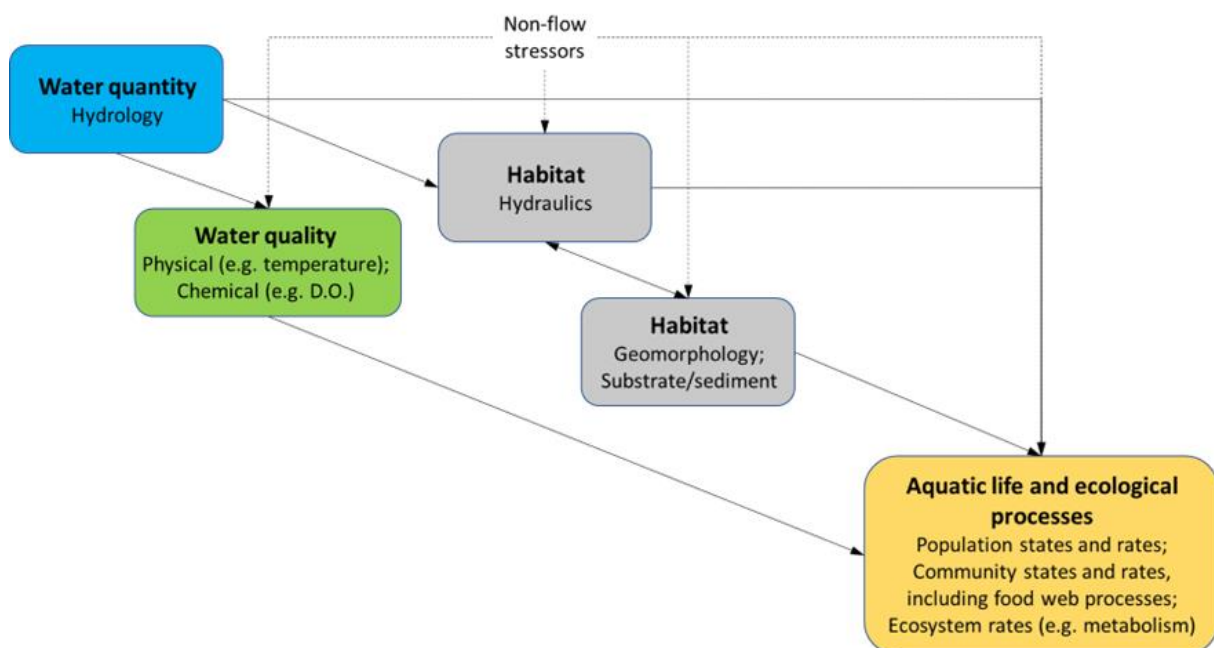 Non-flow
stressors
Water quantity
Hydrology
Habitat
Hydraulics
Water quality
Physical (e.g. temperature);
Chemical (e.g. D.O.)
Habitat
Geomorphology;
Substrate/sediment
Aquatic life and ecological
processes
Population states and rates;
Community states and rates,
including food web processes;
Ecosystem rates (e.g. metabolism)